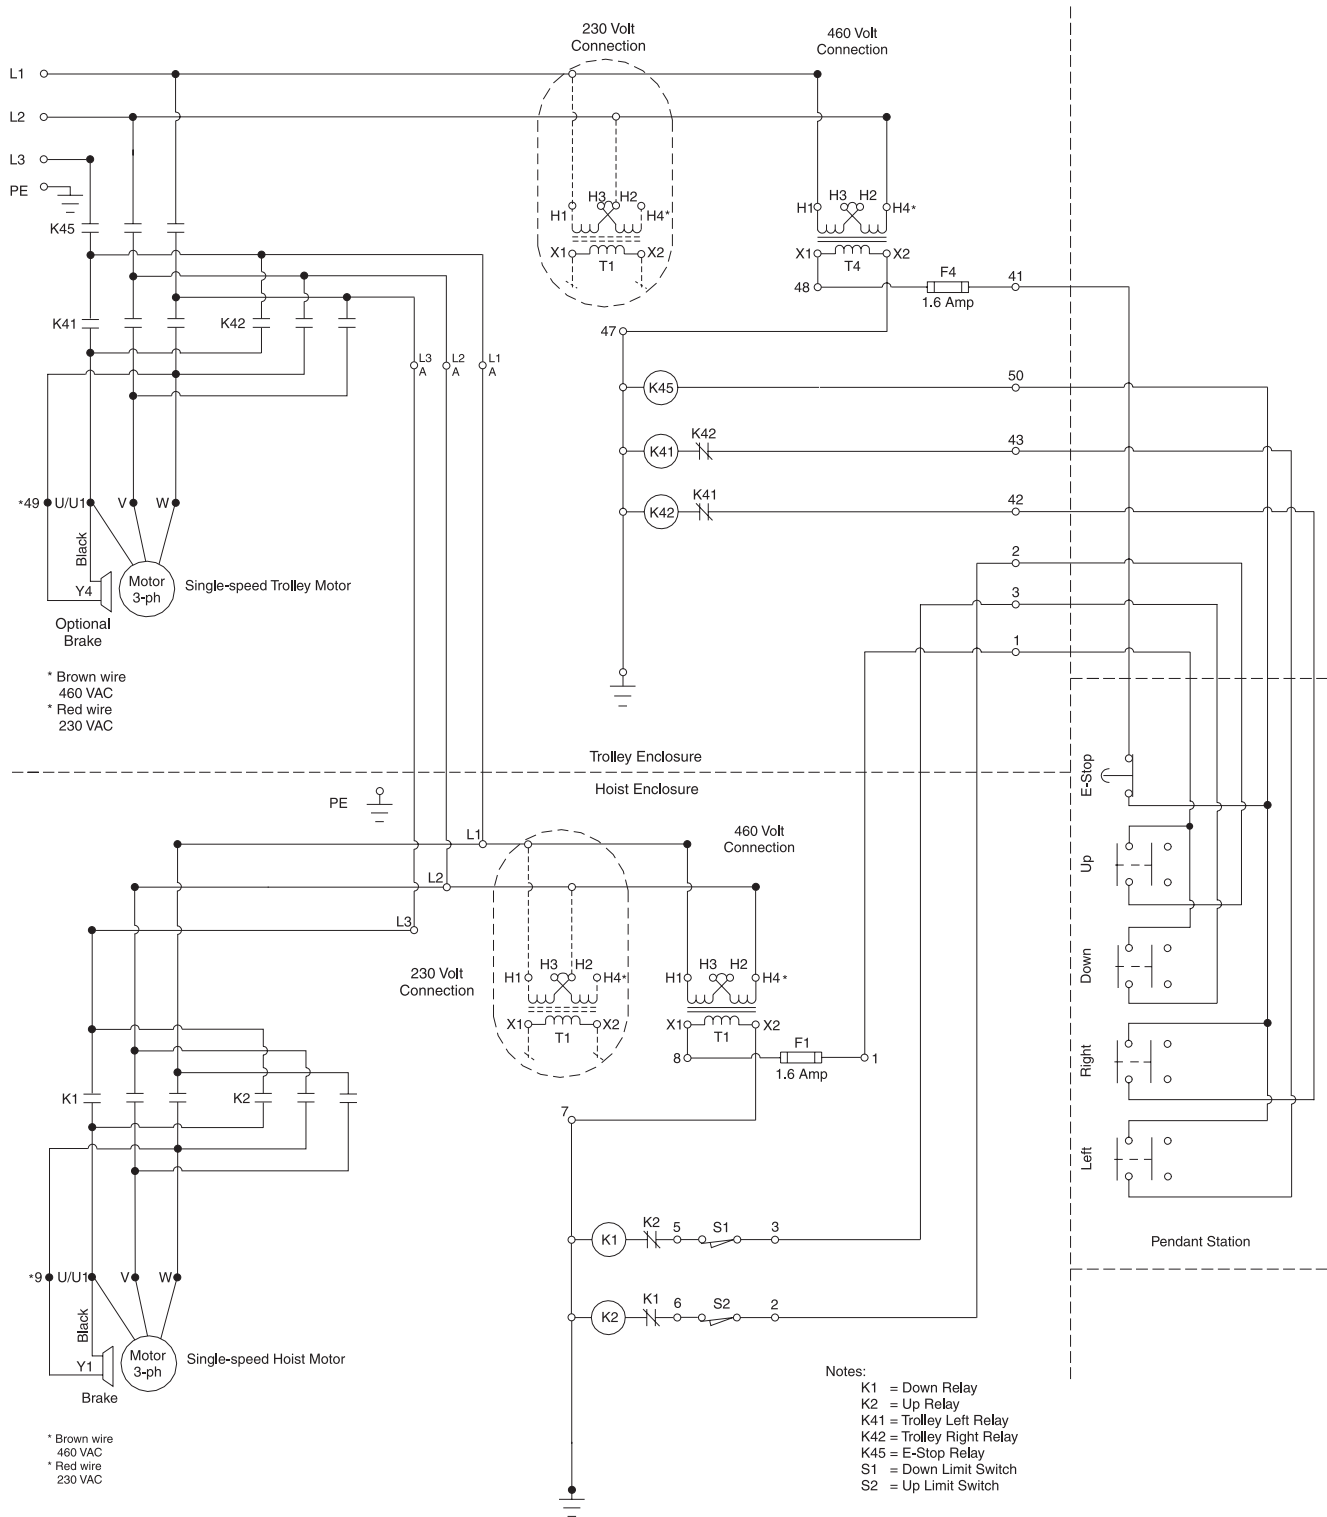 230 Volt
Connection
460 Volt
Connection
L1
L2
L3
PE
H1
H3
H2
H4*
H1
H3
H2
H4*
K45
X1
T1
X2
X1
T4
X2
48
F4
1.6 Amp
41
K41
K42
47
L3
A
L2
A
L1
A
K45
50
K41
K42
43
K42
K41
42
*49
U/U1
V
W
2
Black
Y4
Motor
3-ph
Single-speed Trolley Motor
3
Optional
Brake
1
* Brown wire
460 VAC
* Red wire
230 VAC
Trolley Enclosure
Hoist Enclosure
PE
E-Stop
L1
460 Volt
Connection
Up
L2
L3
230 Volt
Connection
H1
H3
H2
H4*
H1
H3
H2
H4*
Down
X1
T1
X2
X1
T1
X2
8
F1
1.6 Amp
1
Right
K1
K2
7
Left
K1
K2
5
S1
3
Pendant Station
*9
U/U1
V
W
K2
K1
6
S2
2
Black
Y1
Motor
3-ph
Single-speed Hoist Motor
Brake
* Brown wire
460 VAC
* Red wire
230 VAC
Notes:
K1 = Down Relay
K2 = Up Relay
K41 = Trolley Left Relay
K42 = Trolley Right Relay
K45 = E-Stop Relay
S1 = Down Limit Switch
S2 = Up Limit Switch